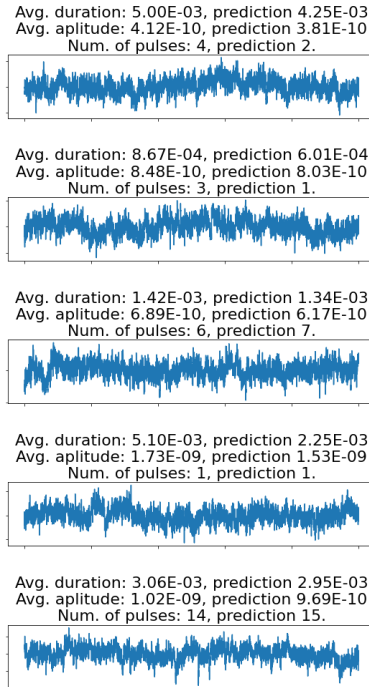 Avg. duration: 5.00E-03, prediction 4.25E-03
Avg. aplitude: 4.12E-10, prediction 3.81E-10
Num. of pulses: 4, prediction 2.
Avg. duration: 8.67E-04, prediction 6.01E-04
Avg. aplitude: 8.48E-10, prediction 8.03E-10
Num. of pulses: 3, prediction 1.
Avg. duration: 1.42E-03, prediction 1.34E-03
Avg. aplitude: 6.89E-10, prediction 6.17E-10
Num. of pulses: 6, prediction 7.
Avg. duration: 5.10E-03, prediction 2.25E-03
Avg. aplitude: 1.73E-09, prediction 1.53E-09
Num. of pulses: 1, prediction 1.
Avg. duration: 3.06E-03, prediction 2.95E-03
Avg. aplitude: 1.02E-09, prediction 9.69E-10
Num. of pulses: 14, prediction 15.